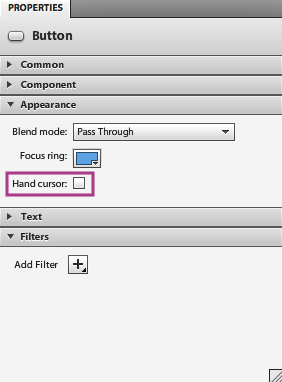 PROPERTIES
Button
Common
Component
Appearance
Blend mode: Pass Through
Focus ring:
Hand cursor:
Text
Filters
Add Filter